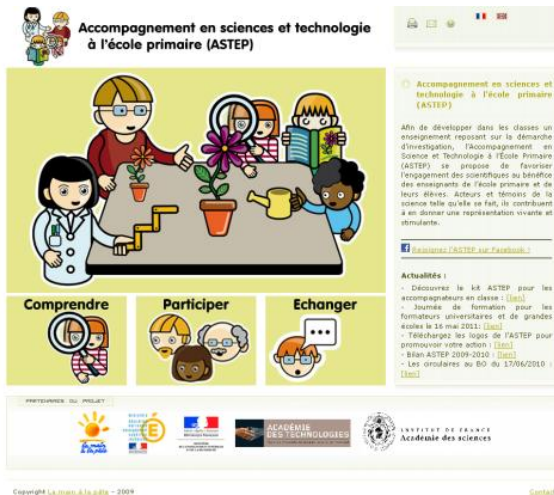 Accompagnement en sciences et technologie
à l'école primaire (ASTEP)
Comprendre
Participer
Echanger
Accompagnement en sciences et
technologie à l'école primaire
(ASTEP)
Afin de développer dans les classes un
enseignement reposant sur la démarche
d'investigation, l'Accompagnement en
Science et Technologie à l'École Primaire
(ASTEP) se propose de favoriser
l'engagement des scientifiques au bénéfice
des enseignants de l'école primaire et de
leurs élèves. Acteurs et témoins de la
science telle qu'elle se fait, ils contribuent
à en donner une représentation vivante et
stimulante.
Rejoignez l'ASTEP sur Facebook !
Actualités :
- Découvrez le kit ASTEP pour les
accompagnateurs en classe : [lien]
- Journée de formation pour les
formateurs universitaires et de grandes
écoles le 16 mai 2011: [lien]
- Téléchargez les logos de l'ASTEP pour
promouvoir votre action : [lien]
- Bilan ASTEP 2009-2010 : [lien]
- Les circulaires au BO du 17/06/2010 :
[lien]
PARTENAIRES DU PROJET
la main
à la pâte
ACADÉMIE
DES TECHNOLOGIES
INSTITUT DE FRANCE
Académie des sciences
Copyright La main à la pâte - 2009
Contact